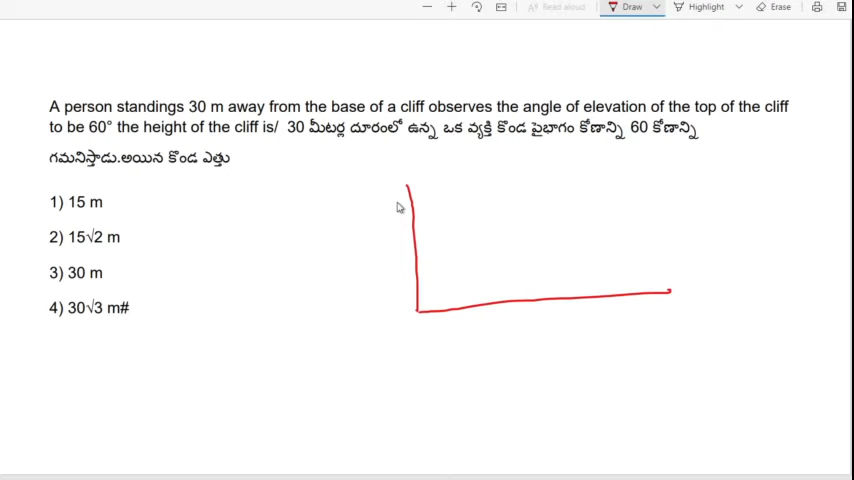 Read aloud
Draw
Highlight
Erase
A person standings 30 m away from the base of a cliff observes the angle of elevation of the top of the cliff
to be 60° the height of the cliff is/ 30 మీటర్ల దూరంలో ఉన్న ఒక వ్యక్తి కొండ పైభాగం కోణాన్ని 60 కోణాన్ని
గమనిస్తాడు.అయిన కొండ ఎత్తు
1) 15 m
2) 15√2 m
3) 30 m
4) 30√3 m#